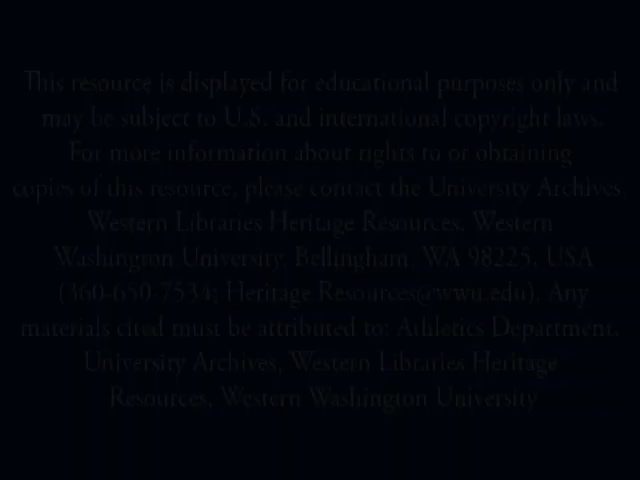 This resource is displayed for educational purposes only and
may be subject to U.S. and international copyright laws.
For more information about rights to or obtaining
copies of this resource, please contact the University Archives
Western Libraries Heritage Resources, Western
Washington University, Bellingham, WA 98225, USA
(360-650-7534; Heritage.Resources@wwu.edu). Any
materials cited must be attributed to: Athletics Department,
University Archives, Western Libraries Heritage
Resources, Western Washington University